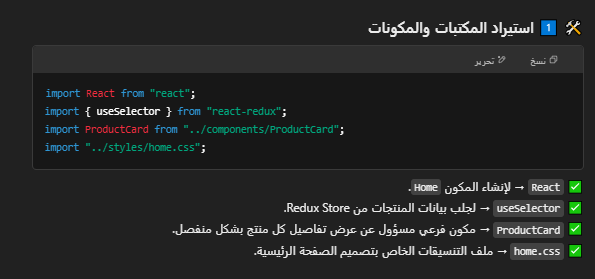 🛠️ 1️⃣ استيراد المكتبات والمكونات
نسخ تحرير
import React from "react";
import { useSelector } from "react-redux";
import ProductCard from "../components/ProductCard";
import "../styles/home.css";
✅ React → لإنشاء المكون Home.
✅ useSelector → لجلب بيانات المنتجات من Redux Store.
✅ ProductCard → مكون فرعي مسؤول عن عرض تفاصيل كل منتج بشكل منفصل.
✅ home.css → ملف التنسيقات الخاص بتصميم الصفحة الرئيسية.